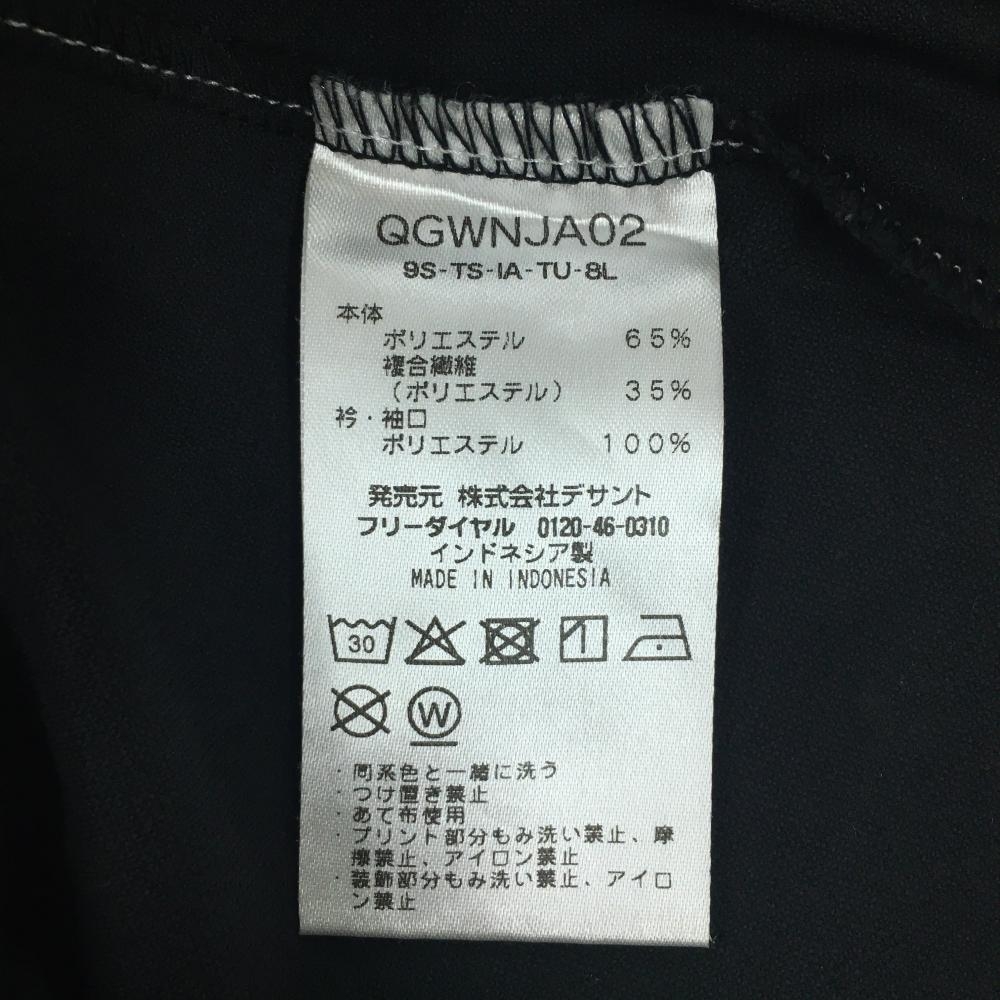 QGWNJA02
9S-TS-IA-TU-8L
本体
ポリエステル 65%
複合繊維
(ポリエステル) 35%
衿・袖口
ポリエステル 100%
発売元 株式会社デサント
フリーダイヤル 0120-46-0310
インドネシア製
MADE IN INDONESIA
30
1
W
・同系色と一緒に洗う
・つけ置き禁止
・あて布使用
・プリント部分もみ洗い禁止、摩
擦禁止、アイロン禁止
・装飾部分もみ洗い禁止、アイロ
ン禁止